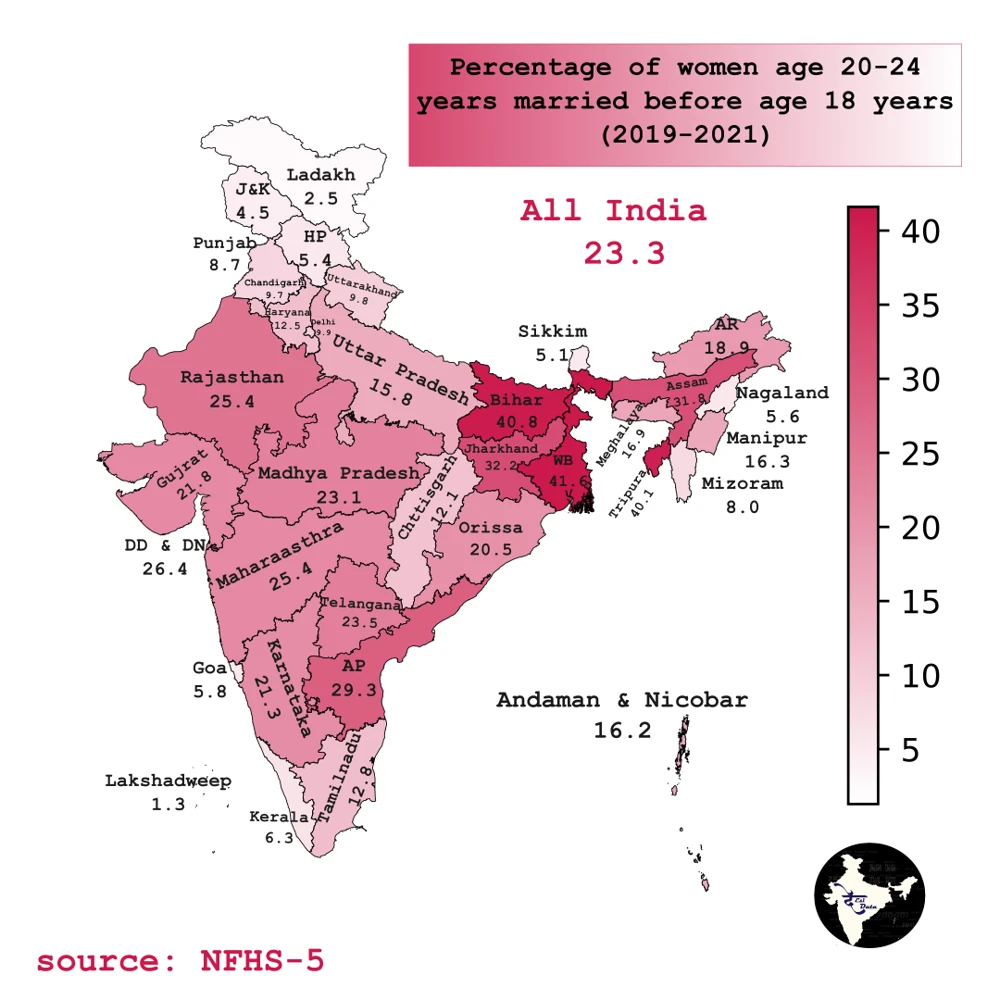 Percentage of women age 20-24
years married before age 18 years
(2019-2021)
All India
23.3
Ladakh
2.5
J&K
4.5
HP
5.4
Punjab
8.7
Chandigarh
9.7
Uttarakhand
9.8
Haryana
12.5
Delhi
9.9
Uttar Pradesh
15.8
Rajasthan
25.4
Sikkim
5.1
AR
18.9
Assam
31.8
Nagaland
5.6
Manipur
16.3
Mizoram
8.0
Meghalaya
16.9
Tripura
40.1
Bihar
40.8
Jharkhand
32.2
WB
41.6
Gujrat
21.8
Madhya Pradesh
23.1
Chttisgarh
12.1
Orissa
20.5
DD & DN
26.4
Maharaasthra
25.4
Telangana
23.5
AP
29.3
Karnataka
21.3
Goa
5.8
Tamilnadu
12.8
Kerala
6.3
Lakshadweep
1.3
Andaman & Nicobar
16.2
40
35
30
25
20
15
10
5
source: NFHS-5